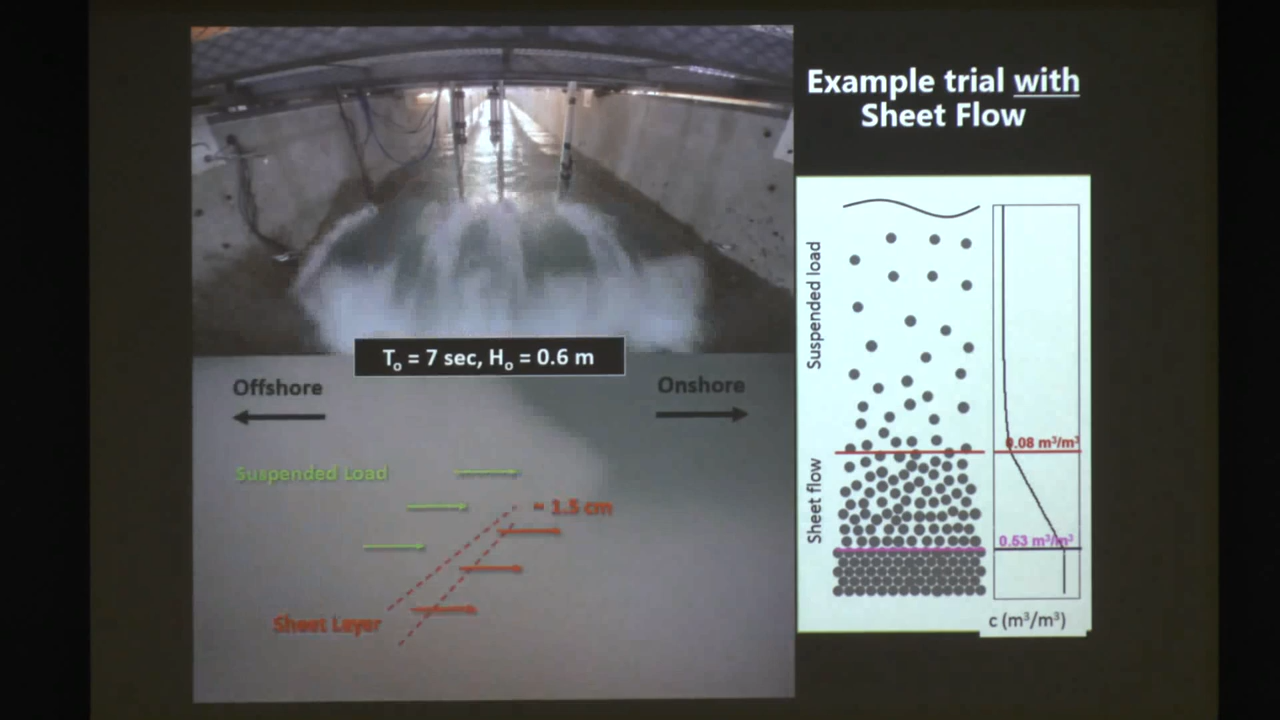 Example trial with
Sheet Flow
Tₒ = 7 sec, Hₒ = 0.6 m
Offshore
Onshore
Suspended Load
≈ 1.5 cm
Sheet Layer
Suspended load
Sheet flow
0.08 m³/m³
0.53 m³/m³
c (m³/m³)